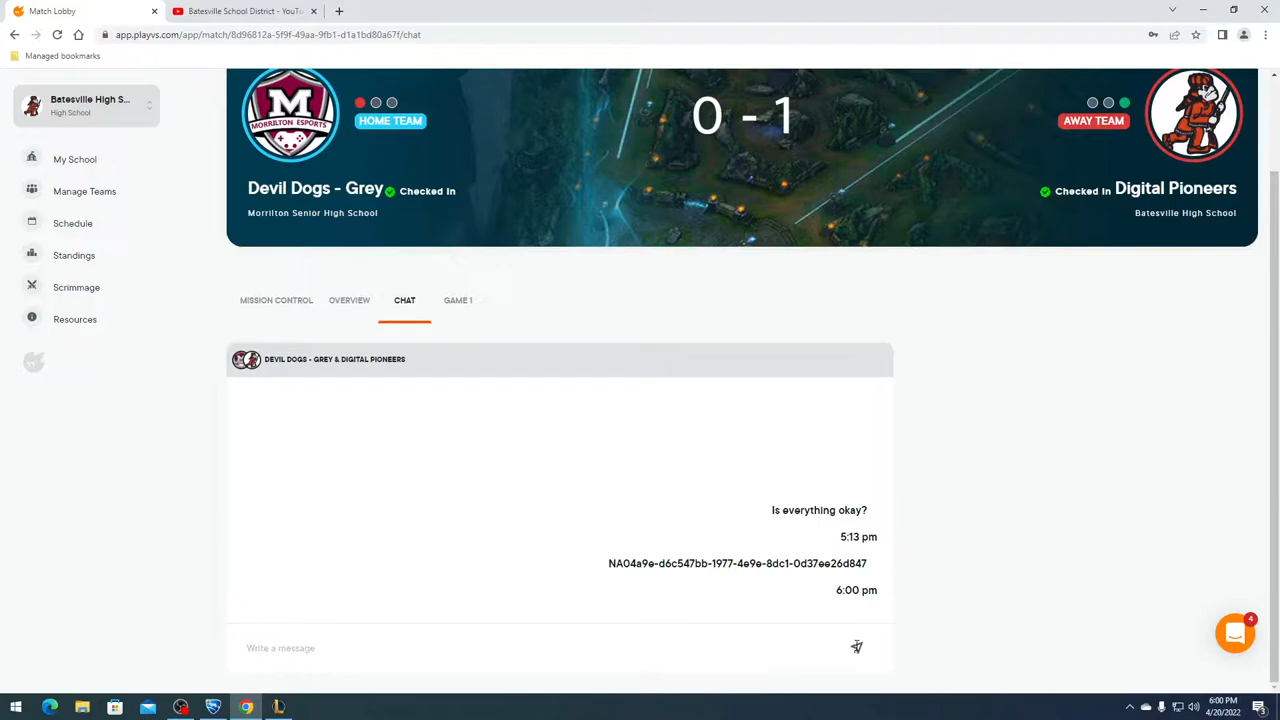 Match Lobby
Batesville School District - YouTu
app.playvs.com/app/match/8d96812a-5f9f-49aa-9fb1-d1a1bd80a67f/chat
Managed bookmarks
Batesville High S...
High School
My School
Manage Teams
Schedule
Standings
Scrimmage
Resources
M
MORRILTON ESPORTS
HOME TEAM
0 - 1
AWAY TEAM
Devil Dogs - Grey Checked In
Morrilton Senior High School
Checked In Digital Pioneers
Batesville High School
MISSION CONTROL OVERVIEW CHAT GAME 1
DEVIL DOGS - GREY & DIGITAL PIONEERS
Is everything okay?
5:13 pm
NA04a9e-d6c547bb-1977-4e9e-8dc1-0d37ee26d847
6:00 pm
Write a message
4
6:00 PM
4/20/2022
3